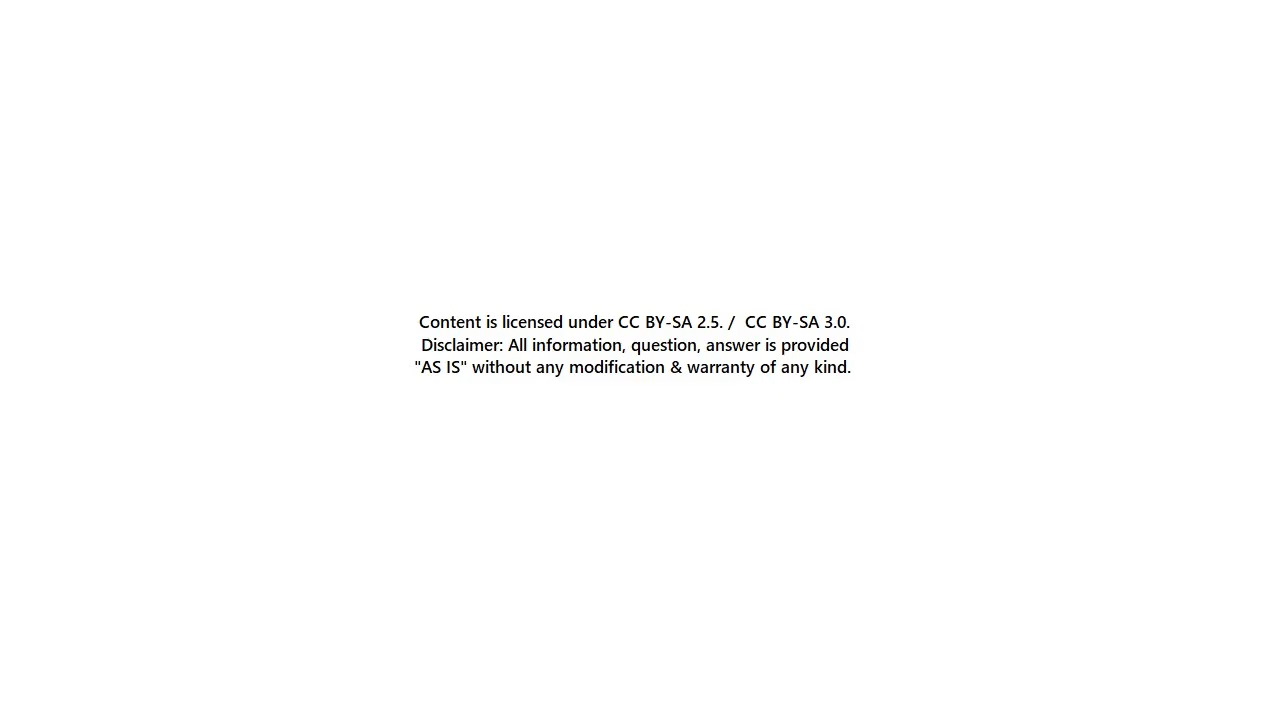 Content is licensed under CC BY-SA 2.5. /  CC BY-SA 3.0.
Disclaimer: All information, question, answer is provided
"AS IS" without any modification & warranty of any kind.